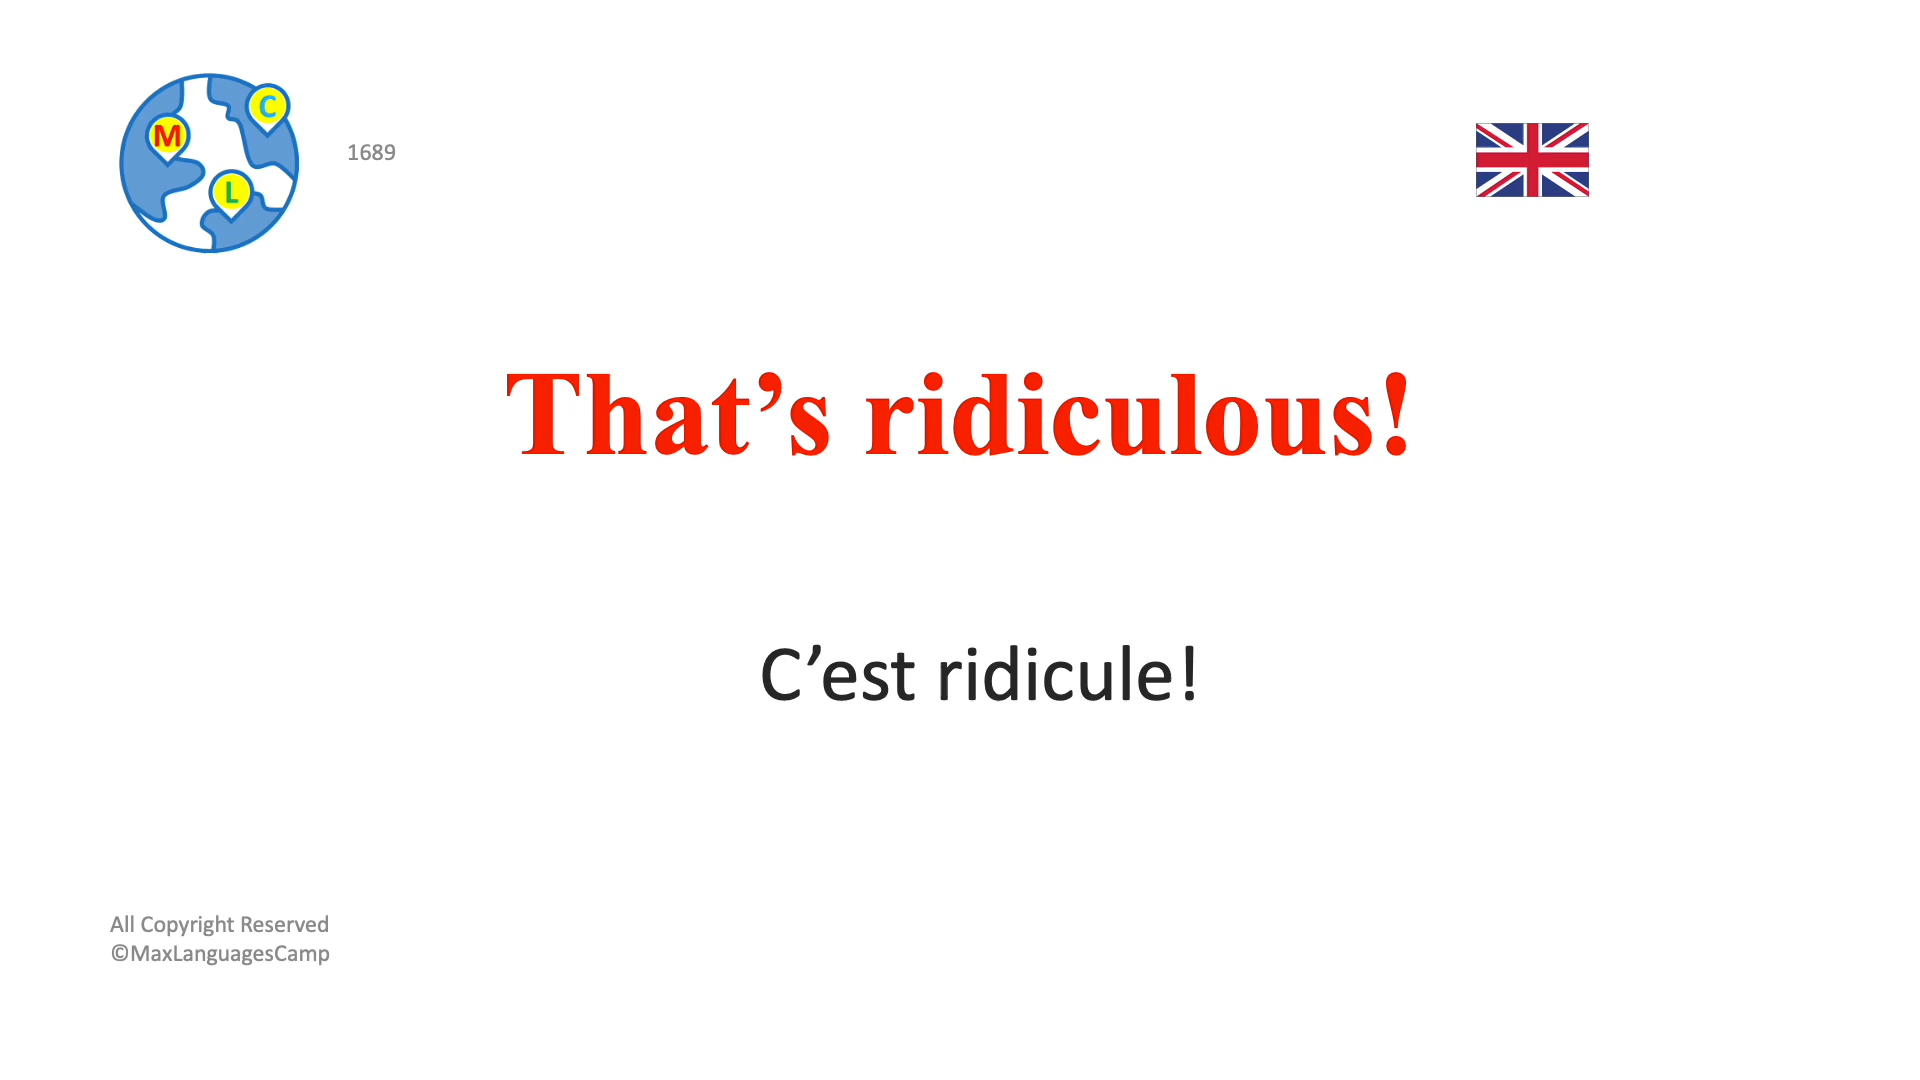 M
C
L
1689
That’s ridiculous!
C’est ridicule!
All Copyright Reserved
©MaxLanguagesCamp